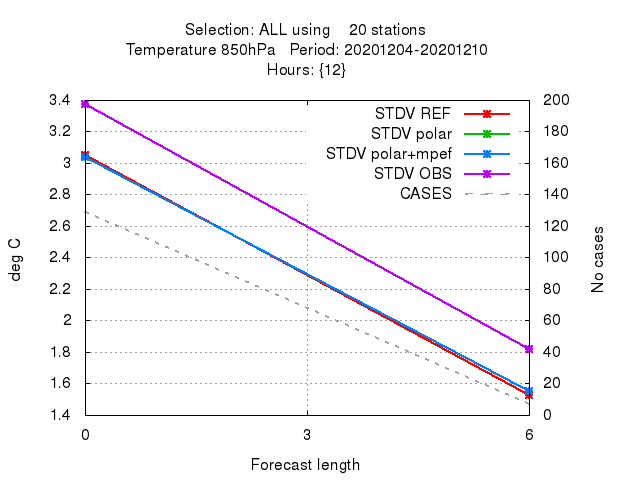 Selection: ALL using 20 stations
Temperature 850hPa Period: 20201204-20201210
Hours: {12}
3.4
3.2
3
2.8
2.6
2.4
2.2
2
1.8
1.6
1.4
200
180
160
140
120
100
80
60
40
20
0
STDV REF
STDV polar
STDV polar+mpef
STDV OBS
CASES
deg C
No cases
0 3 6
Forecast length